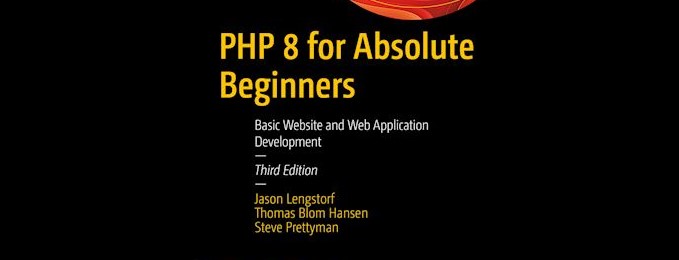 PHP 8 for Absolute
Beginners
Basic Website and Web Application
Development
—
Third Edition
—
Jason Lengstorf
Thomas Blom Hansen
Steve Prettyman